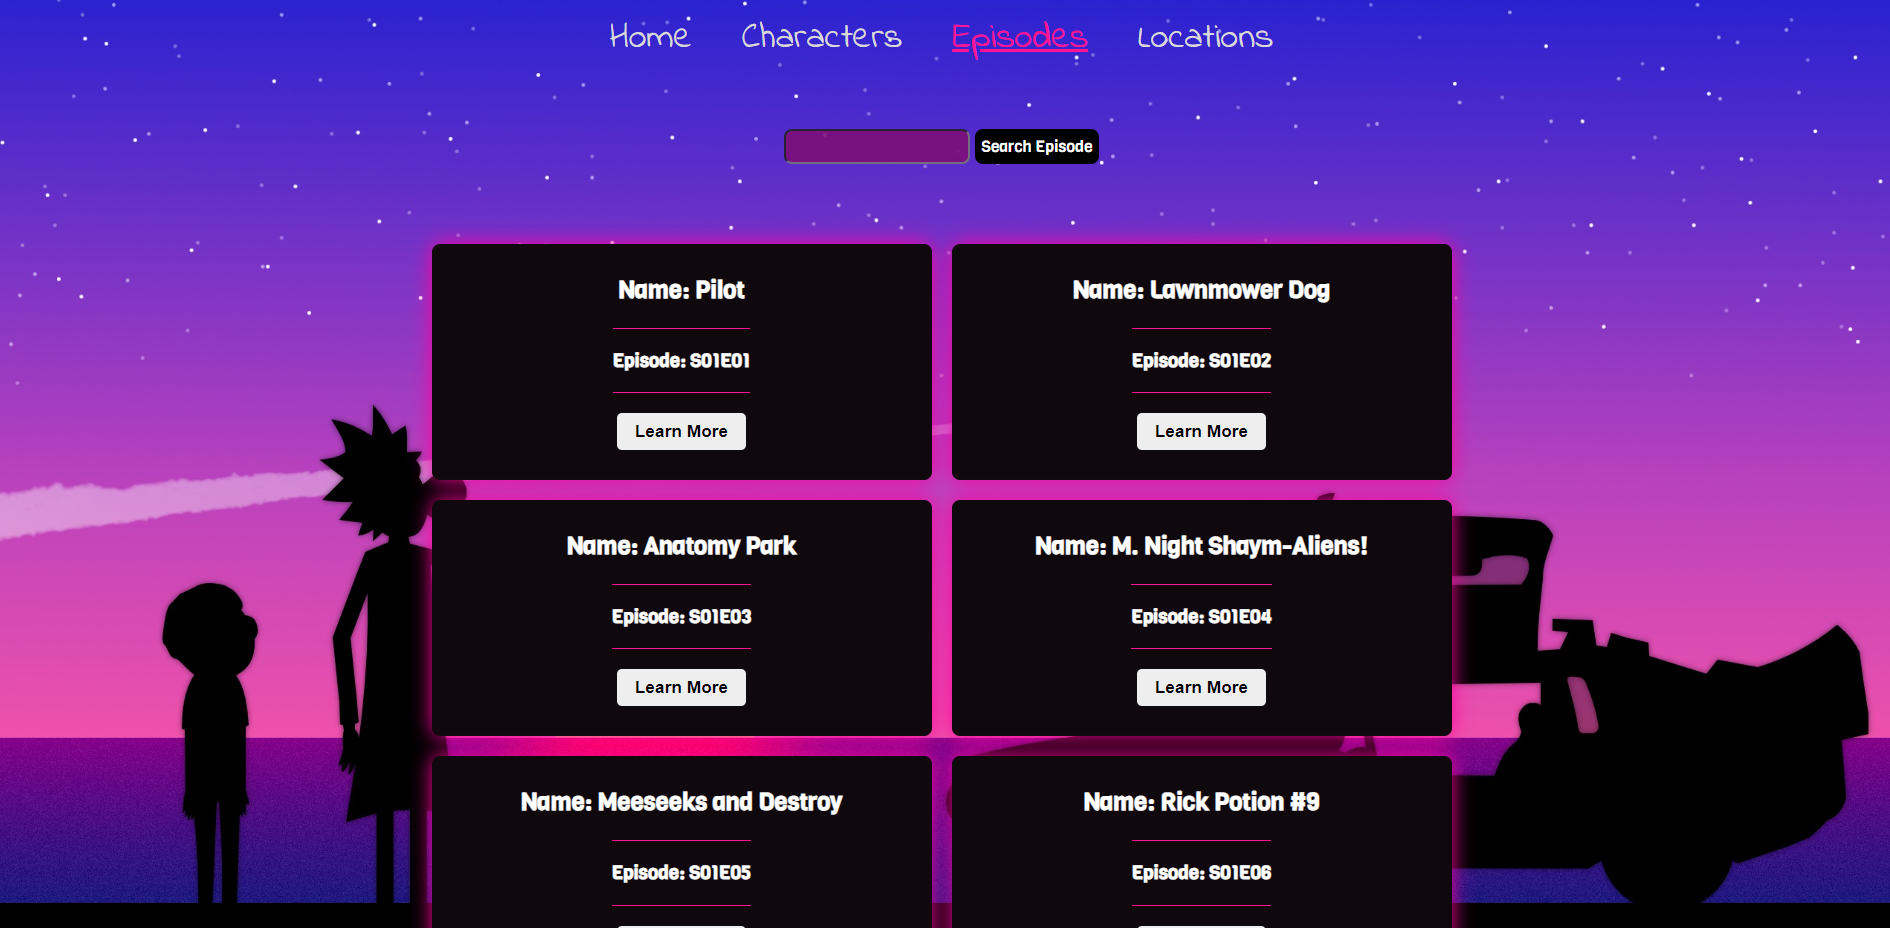 Home Characters Episodes Locations
Search Episode
Name: Pilot
Episode: S01E01
Learn More
Name: Lawnmower Dog
Episode: S01E02
Learn More
Name: Anatomy Park
Episode: S01E03
Learn More
Name: M. Night Shaym-Aliens!
Episode: S01E04
Learn More
Name: Meeseeks and Destroy
Episode: S01E05
Name: Rick Potion #9
Episode: S01E06